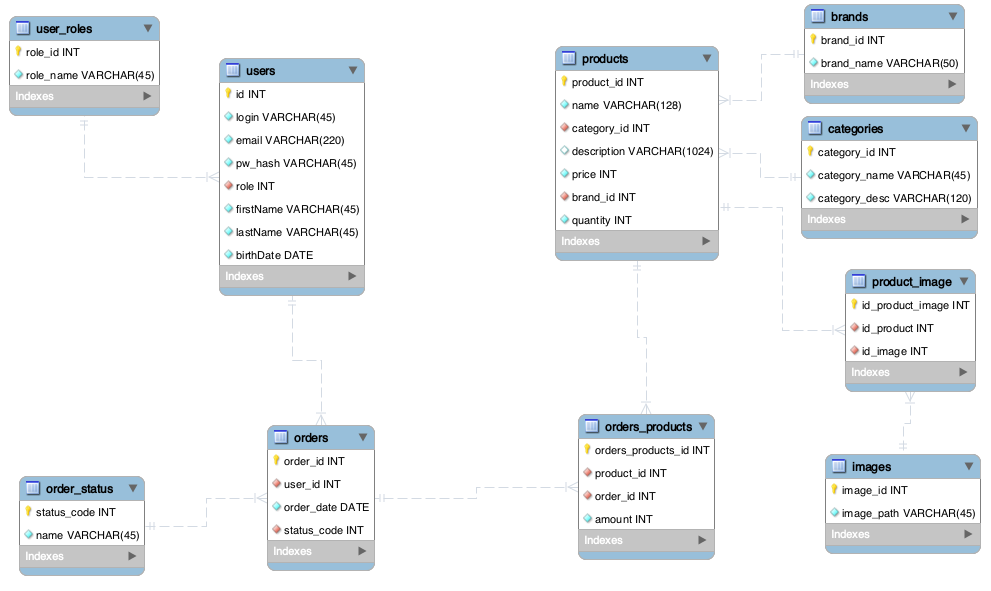 user_roles
role_id INT
role_name VARCHAR(45)
Indexes
users
id INT
login VARCHAR(45)
email VARCHAR(220)
pw_hash VARCHAR(45)
role INT
firstName VARCHAR(45)
lastName VARCHAR(45)
birthDate DATE
Indexes
products
product_id INT
name VARCHAR(128)
category_id INT
description VARCHAR(1024)
price INT
brand_id INT
quantity INT
Indexes
brands
brand_id INT
brand_name VARCHAR(50)
Indexes
categories
category_id INT
category_name VARCHAR(45)
category_desc VARCHAR(120)
Indexes
product_image
id_product_image INT
id_product INT
id_image INT
Indexes
order_status
status_code INT
name VARCHAR(45)
Indexes
orders
order_id INT
user_id INT
order_date DATE
status_code INT
Indexes
orders_products
orders_products_id INT
product_id INT
order_id INT
amount INT
Indexes
images
image_id INT
image_path VARCHAR(45)
Indexes